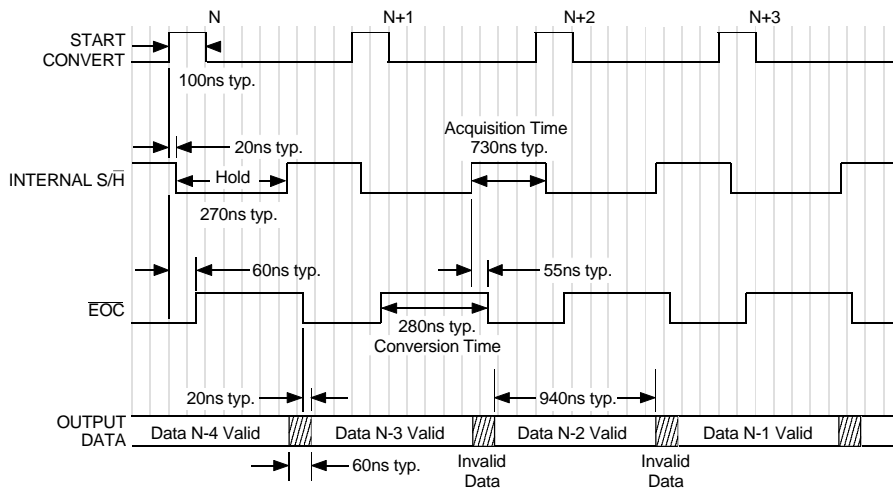 N N+1 N+2 N+3
START
CONVERT
100ns typ.
Acquisition Time
20ns typ. 730ns typ.
INTERNAL S/H̅ Hold
270ns typ.
60ns typ. 55ns typ.
E̅O̅C̅
280ns typ.
Conversion Time
20ns typ. 940ns typ.
OUTPUT
DATA
Data N-4 Valid Data N-3 Valid Data N-2 Valid Data N-1 Valid
60ns typ. Invalid Data Invalid Data